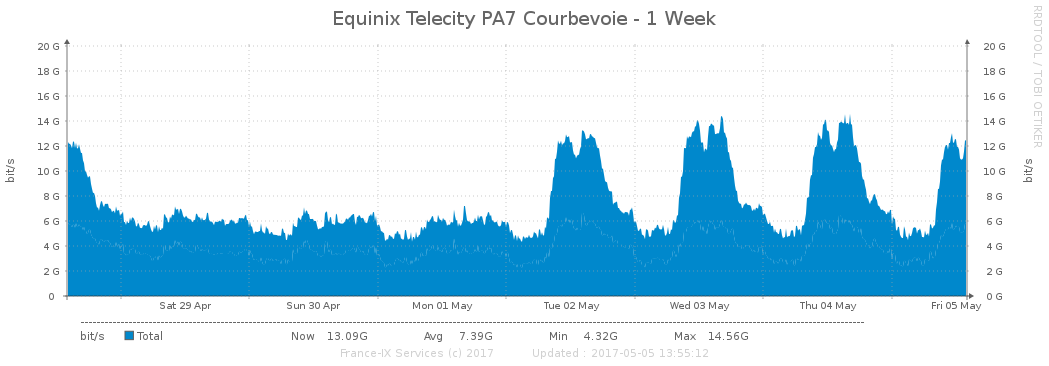 Equinix Telecity PA7 Courbevoie - 1 Week
RRDTOOL / TOBI OETIKER
20 G 20 G
18 G 18 G
16 G 16 G
14 G 14 G
12 G 12 G
10 G 10 G
8 G 8 G
6 G 6 G
4 G 4 G
2 G 2 G
0 0 G
bit/s bit/s
Sat 29 Apr Sun 30 Apr Mon 01 May Tue 02 May Wed 03 May Thu 04 May Fri 05 May
bit/s Total Now 13.09G Avg 7.39G Min 4.32G Max 14.56G
France-IX Services (c) 2017 Updated : 2017-05-05 13:55:12